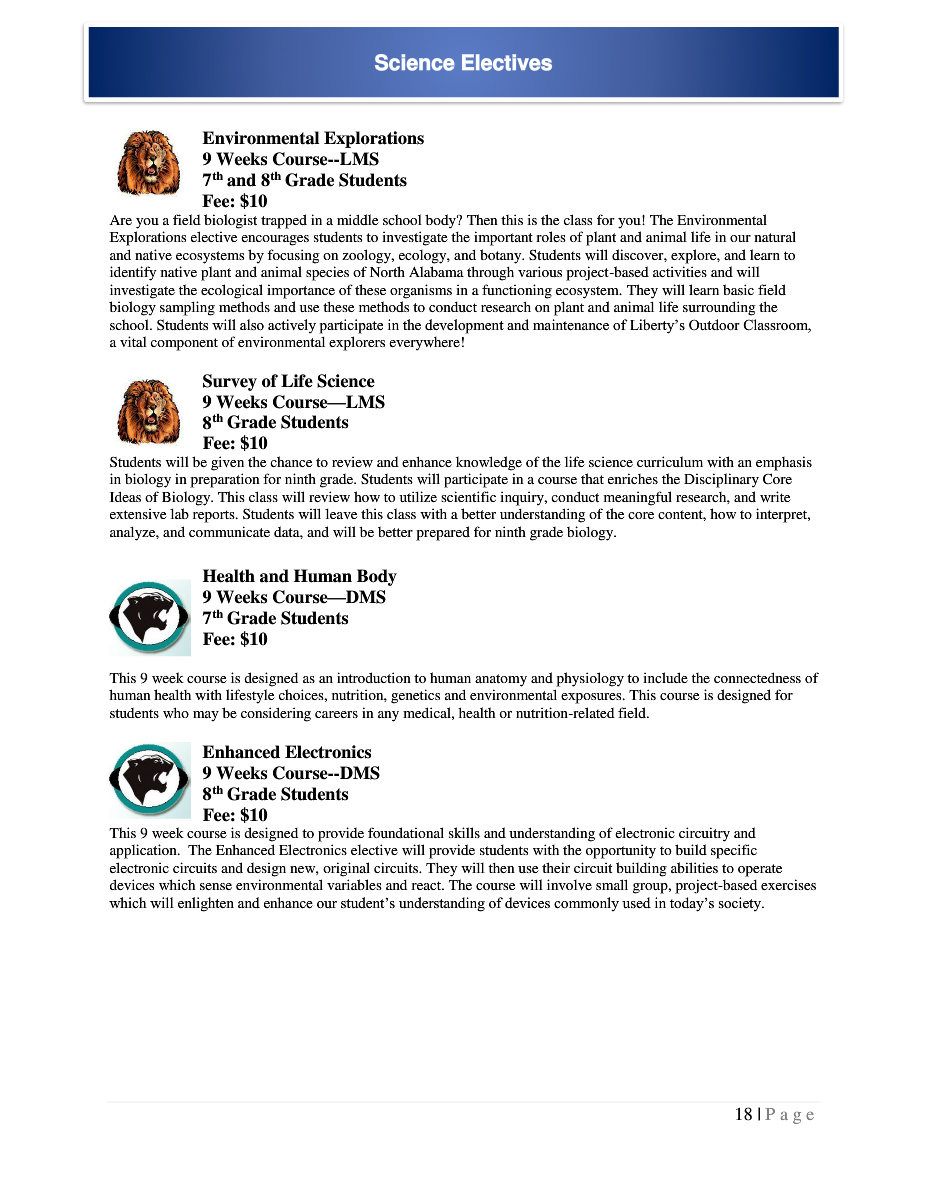 Science Electives
Environmental Explorations
9 Weeks Course--LMS
7th and 8th Grade Students
Fee: $10
Are you a field biologist trapped in a middle school body? Then this is the class for you! The Environmental
Explorations elective encourages students to investigate the important roles of plant and animal life in our natural
and native ecosystems by focusing on zoology, ecology, and botany. Students will discover, explore, and learn to
identify native plant and animal species of North Alabama through various project-based activities and will
investigate the ecological importance of these organisms in a functioning ecosystem. They will learn basic field
biology sampling methods and use these methods to conduct research on plant and animal life surrounding the
school. Students will also actively participate in the development and maintenance of Liberty’s Outdoor Classroom,
a vital component of environmental explorers everywhere!
Survey of Life Science
9 Weeks Course—LMS
8th Grade Students
Fee: $10
Students will be given the chance to review and enhance knowledge of the life science curriculum with an emphasis
in biology in preparation for ninth grade. Students will participate in a course that enriches the Disciplinary Core
Ideas of Biology. This class will review how to utilize scientific inquiry, conduct meaningful research, and write
extensive lab reports. Students will leave this class with a better understanding of the core content, how to interpret,
analyze, and communicate data, and will be better prepared for ninth grade biology.
Health and Human Body
9 Weeks Course—DMS
7th Grade Students
Fee: $10
This 9 week course is designed as an introduction to human anatomy and physiology to include the connectedness of
human health with lifestyle choices, nutrition, genetics and environmental exposures. This course is designed for
students who may be considering careers in any medical, health or nutrition-related field.
Enhanced Electronics
9 Weeks Course--DMS
8th Grade Students
Fee: $10
This 9 week course is designed to provide foundational skills and understanding of electronic circuitry and
application.  The Enhanced Electronics elective will provide students with the opportunity to build specific
electronic circuits and design new, original circuits. They will then use their circuit building abilities to operate
devices which sense environmental variables and react. The course will involve small group, project-based exercises
which will enlighten and enhance our student’s understanding of devices commonly used in today’s society.
18 | P a g e